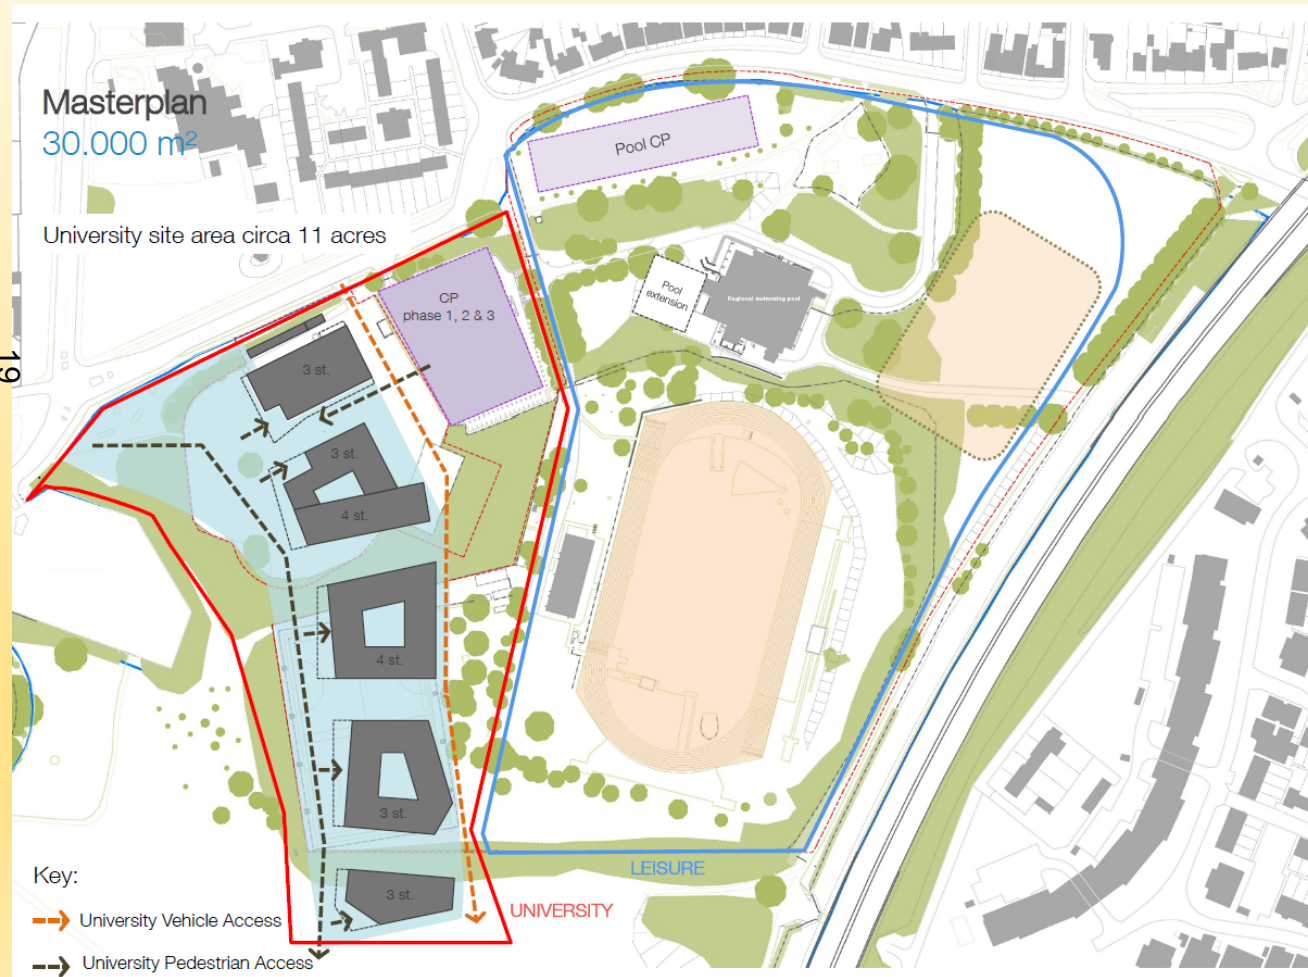 Masterplan
30.000 m²
University site area circa 11 acres
19
Pool CP
CP
phase 1, 2 & 3
Pool
extension
Regional swimming pool
3 st.
3 st.
4 st.
4 st.
3 st.
3 st.
LEISURE
UNIVERSITY
Key:
University Vehicle Access
University Pedestrian Access